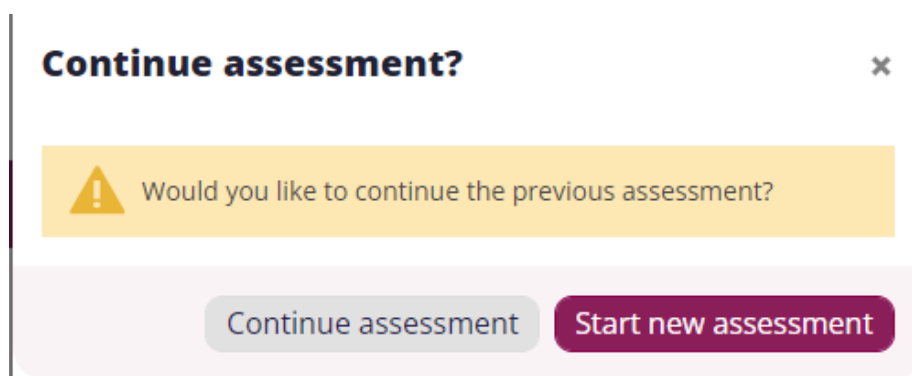 Continue assessment?
Would you like to continue the previous assessment?
Continue assessment
Start new assessment